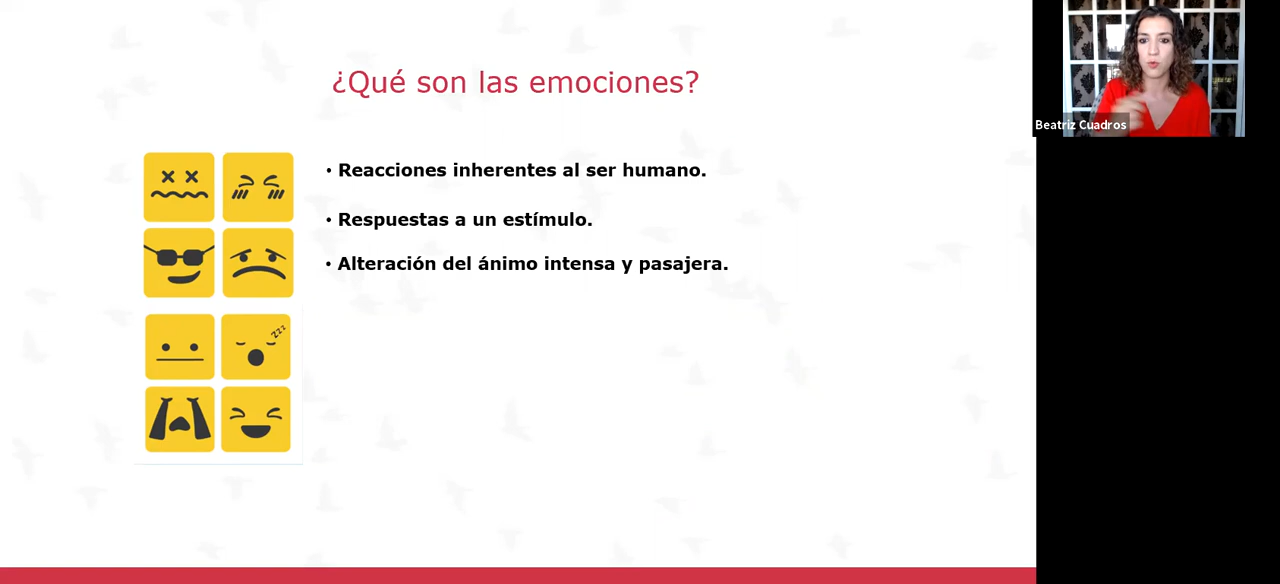 ¿Qué son las emociones?
• Reacciones inherentes al ser humano.
• Respuestas a un estímulo.
• Alteración del ánimo intensa y pasajera.
zzz
Beatriz Cuadros